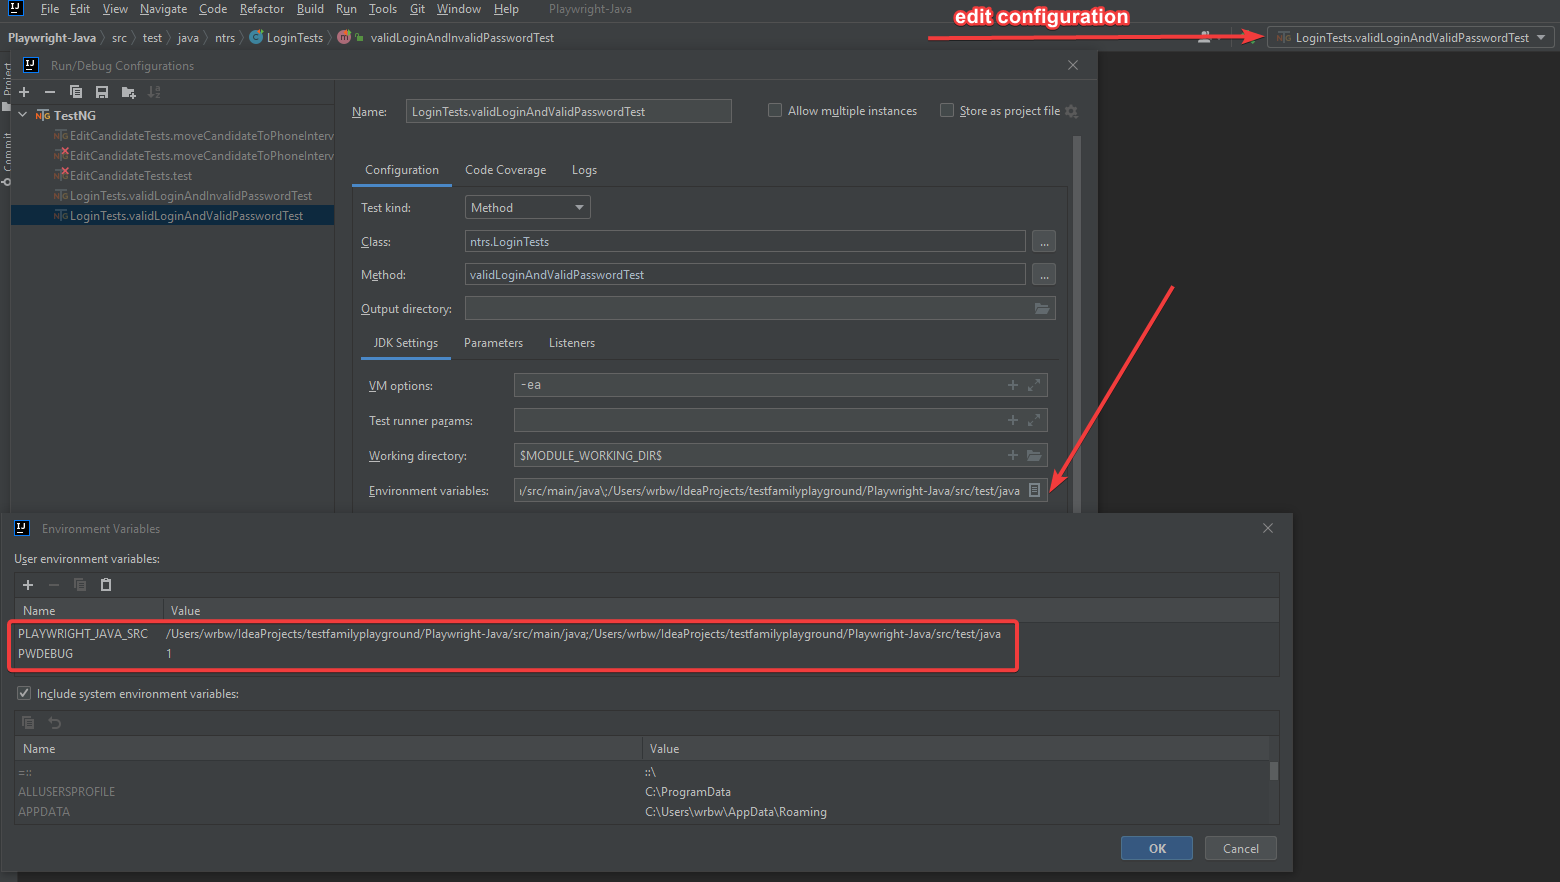 File Edit View Navigate Code Refactor Build Run Tools Git Window Help Playwright-Java
edit configuration
Playwright-Java src test java ntrs LoginTests validLoginAndInvalidPasswordTest
LoginTests.validLoginAndValidPasswordTest
Project
Commit
Run/Debug Configurations
TestNG
EditCandidateTests.moveCandidateToPhoneInterv
EditCandidateTests.moveCandidateToPhoneInterv
EditCandidateTests.test
LoginTests.validLoginAndInvalidPasswordTest
LoginTests.validLoginAndValidPasswordTest
Name: LoginTests.validLoginAndValidPasswordTest Allow multiple instances Store as project file
Configuration Code Coverage Logs
Test kind: Method
Class: ntrs.LoginTests ...
Method: validLoginAndValidPasswordTest ...
Output directory:
JDK Settings Parameters Listeners
VM options: -ea
Test runner params:
Working directory: $MODULE_WORKING_DIR$
Environment variables: /src/main/java\;/Users/wrbw/IdeaProjects/testfamilyplayground/Playwright-Java/src/test/java
Environment Variables
User environment variables:
Name Value
PLAYWRIGHT_JAVA_SRC /Users/wrbw/IdeaProjects/testfamilyplayground/Playwright-Java/src/main/java;/Users/wrbw/IdeaProjects/testfamilyplayground/Playwright-Java/src/test/java
PWDEBUG 1
Include system environment variables:
Name Value
=:: ::\
ALLUSERSPROFILE C:\ProgramData
APPDATA C:\Users\wrbw\AppData\Roaming
OK Cancel